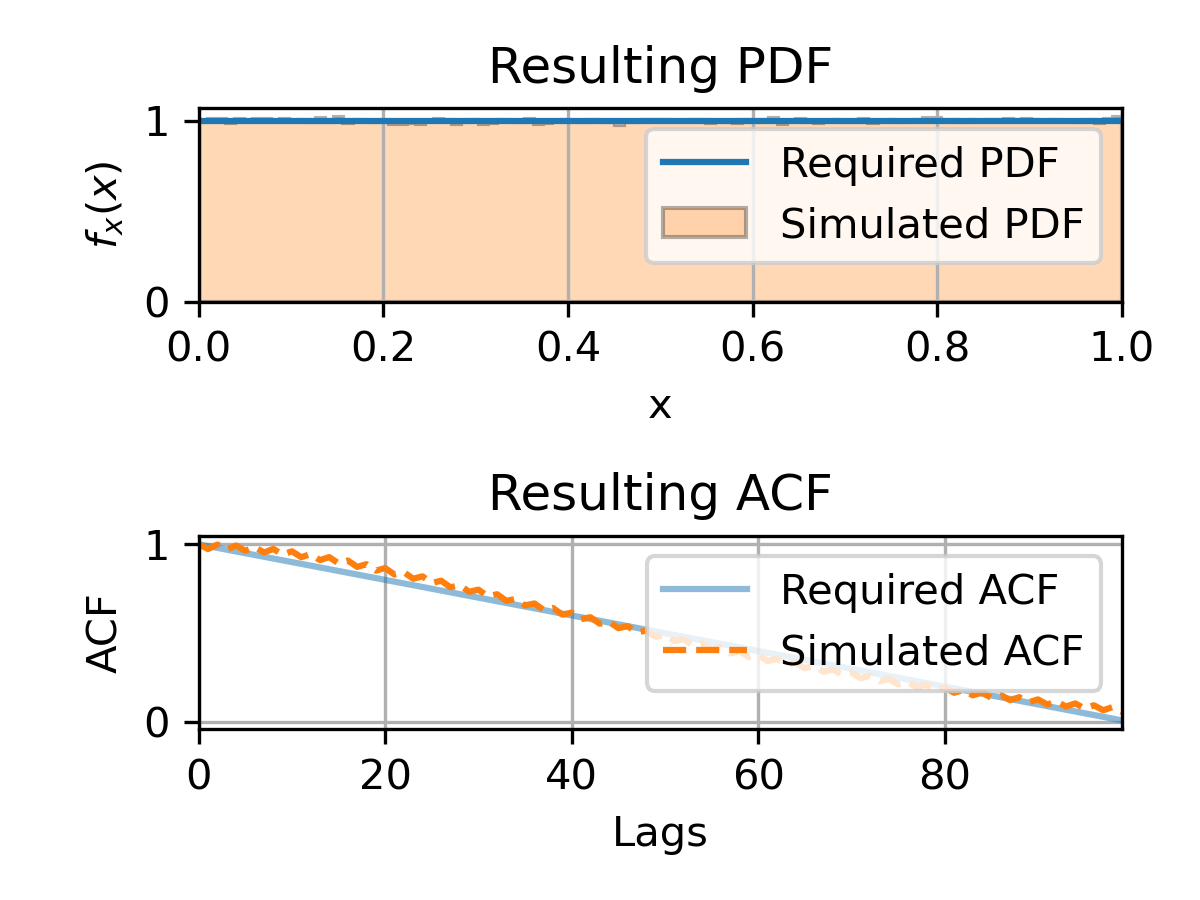 Resulting PDF
1
0
fₓ(x)
Required PDF
Simulated PDF
0.0 0.2 0.4 0.6 0.8 1.0
x
Resulting ACF
1
0
ACF
Required ACF
Simulated ACF
0 20 40 60 80
Lags